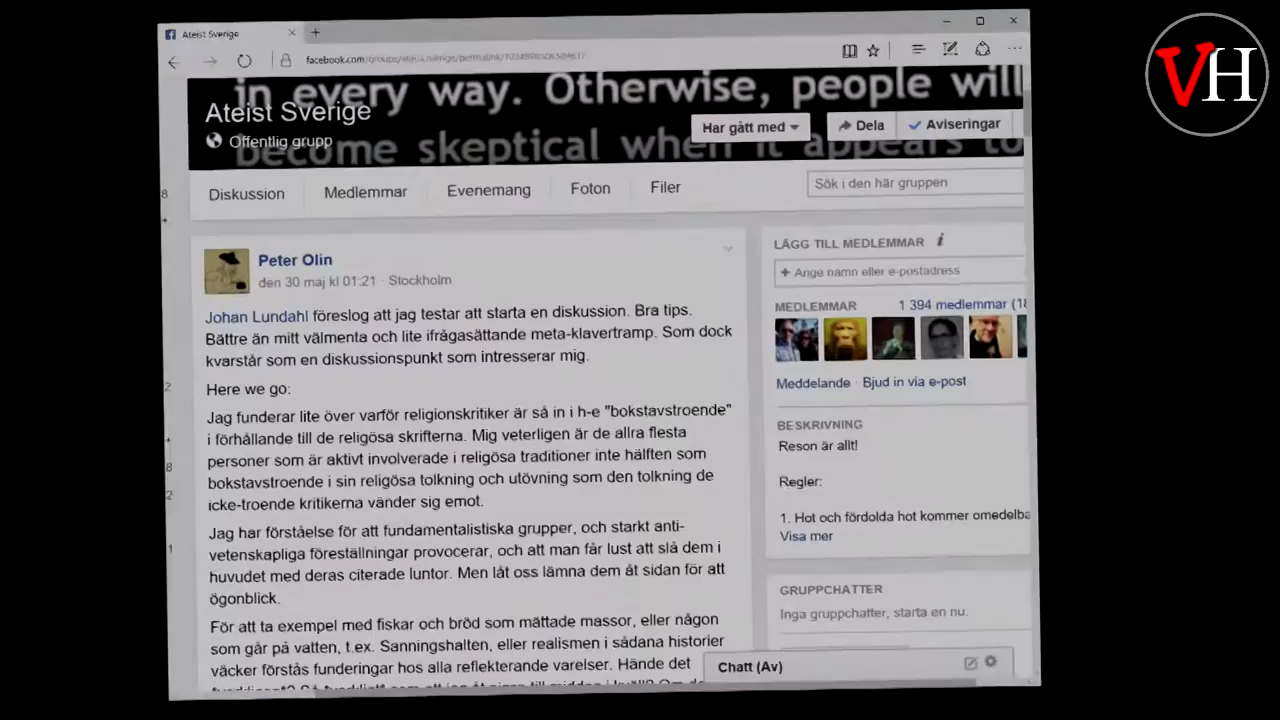 Ateist Sverige
VH
in every way. Otherwise, people will
Ateist Sverige
Offentlig grupp
become skeptical when it appears to
Har gått med
Dela
Aviseringar
Diskussion Medlemmar Evenemang Foton Filer
Sök i den här gruppen
Peter Olin
den 30 maj kl 01:21 · Stockholm
Johan Lundahl föreslog att jag testar att starta en diskussion. Bra tips.
Bättre än mitt välmenta och lite ifrågasättande meta-klavertramp. Som dock
kvarstår som en diskussionspunkt som intresserar mig.
Here we go:
Jag funderar lite över varför religionskritiker är så in i h-e "bokstavstroende"
i förhållande till de religösa skrifterna. Mig veterligen är de allra flesta
personer som är aktivt involverade i religösa traditioner inte hälften som
bokstavstroende i sin religösa tolkning och utövning som den tolkning de
icke-troende kritikerna vänder sig emot.
Jag har förståelse för att fundamentalistiska grupper, och starkt anti-
vetenskapliga föreställningar provocerar, och att man får lust att slå dem i
huvudet med deras citerade luntor. Men låt oss lämna dem åt sidan för att
ögonblick.
För att ta exempel med fiskar och bröd som mättade massor, eller någon
som går på vatten, t.ex. Sanningshalten, eller realismen i sådana historier
väcker förstås funderingar hos alla reflekterande varelser. Hände det
LÄGG TILL MEDLEMMAR
+ Ange namn eller e-postadress
MEDLEMMAR 1 394 medlemmar (18
Meddelande · Bjud in via e-post
BESKRIVNING
Reson är allt!
Regler:
1. Hot och fördolda hot kommer omedelba
Visa mer
GRUPPCHATTER
Inga gruppchatter, starta en nu.
Chatt (Av)